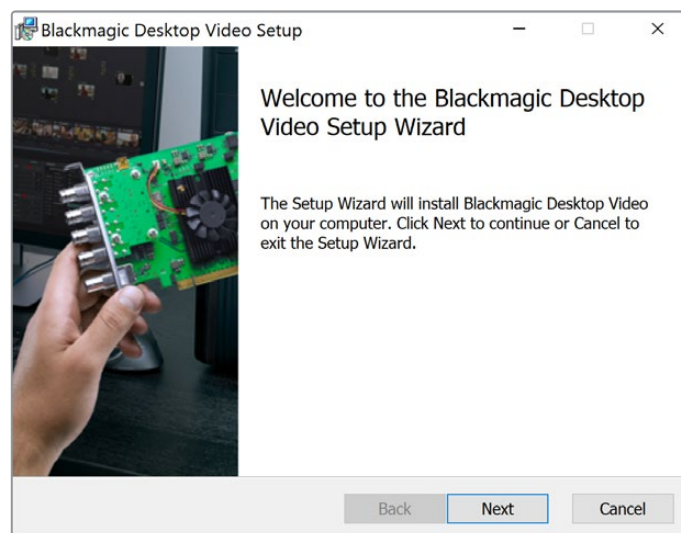 Blackmagic Desktop Video Setup
Welcome to the Blackmagic Desktop
Video Setup Wizard
The Setup Wizard will install Blackmagic Desktop Video
on your computer. Click Next to continue or Cancel to
exit the Setup Wizard.
Back
Next
Cancel